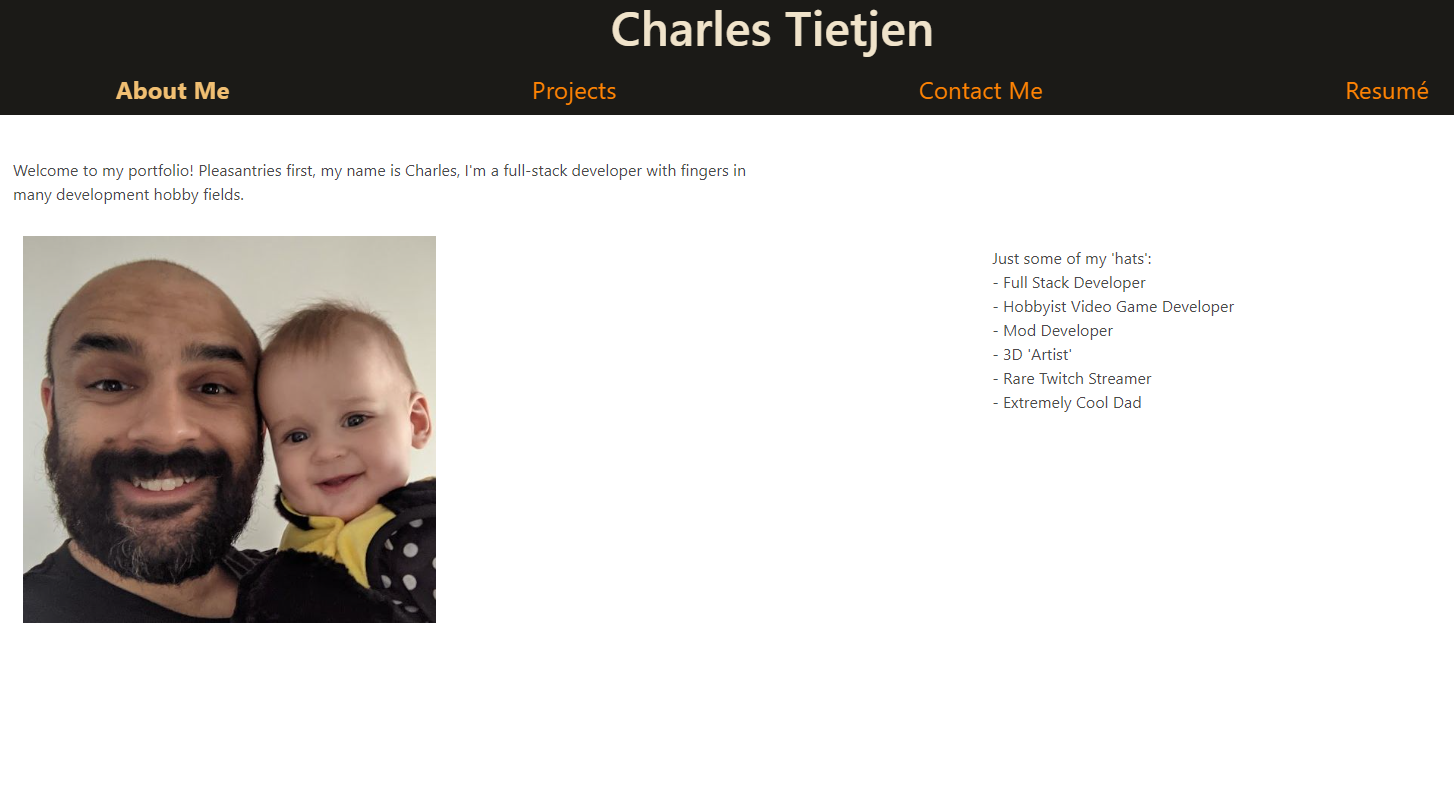 Charles Tietjen
About Me
Projects
Contact Me
Resumé
Welcome to my portfolio! Pleasantries first, my name is Charles, I'm a full-stack developer with fingers in
many development hobby fields.
Just some of my 'hats':
- Full Stack Developer
- Hobbyist Video Game Developer
- Mod Developer
- 3D 'Artist'
- Rare Twitch Streamer
- Extremely Cool Dad